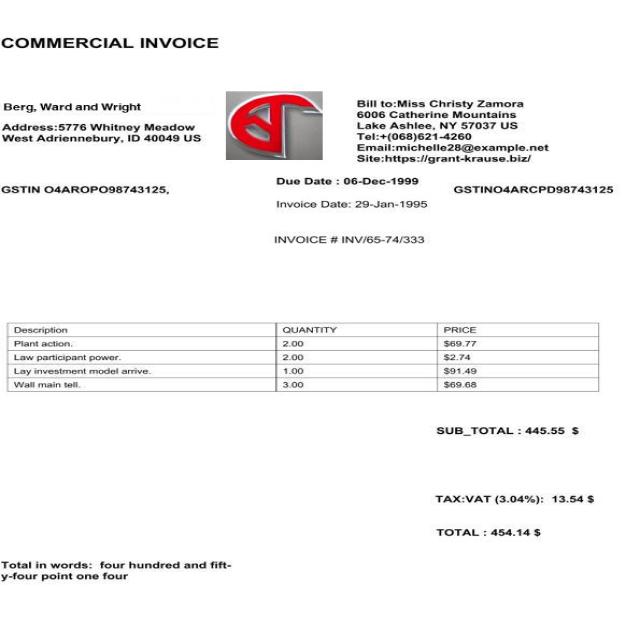 COMMERCIAL INVOICE
Berg, Ward and Wright
Address:5776 Whitney Meadow
West Adriennebury, ID 40049 US
Bill to:Miss Christy Zamora
6006 Catherine Mountains
Lake Ashlee, NY 57037 US
Tel:+(068)621-4260
Email:michelle28@example.net
Site:https://grant-krause.biz/
GSTIN O4AROPO98743125,
Due Date : 06-Dec-1999
GSTINO4ARCPD98743125
Invoice Date: 29-Jan-1995
INVOICE # INV/65-74/333
Description QUANTITY PRICE
Plant action. 2.00 $69.77
Law participant power. 2.00 $2.74
Lay investment model arrive. 1.00 $91.49
Wall main tell. 3.00 $69.68
SUB_TOTAL : 445.55 $
TAX:VAT (3.04%): 13.54 $
TOTAL : 454.14 $
Total in words: four hundred and fift-
y-four point one four